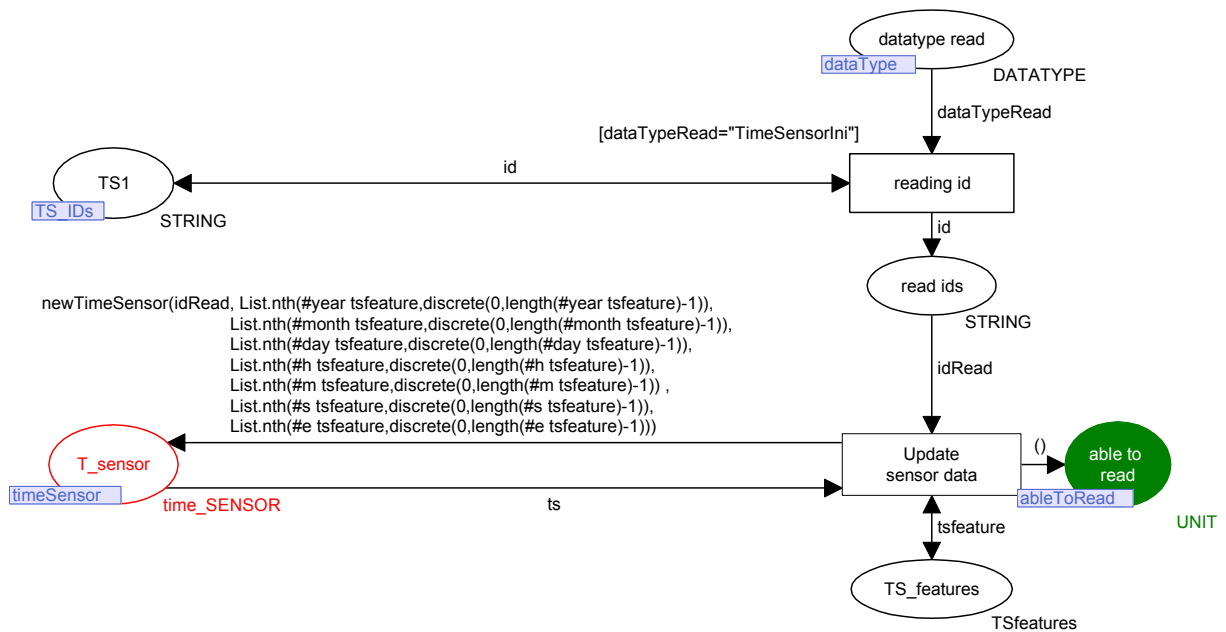 datatype read
dataType
DATATYPE
dataTypeRead
[dataTypeRead="TimeSensorIni"]
id
TS1
reading id
TS_IDs
STRING
id
read ids
STRING
newTimeSensor(idRead, List.nth(#year tsfeature,discrete(0,length(#year tsfeature)-1)),
List.nth(#month tsfeature,discrete(0,length(#month tsfeature)-1)),
List.nth(#day tsfeature,discrete(0,length(#day tsfeature)-1)),
List.nth(#h tsfeature,discrete(0,length(#h tsfeature)-1)),
List.nth(#m tsfeature,discrete(0,length(#m tsfeature)-1)) ,
List.nth(#s tsfeature,discrete(0,length(#s tsfeature)-1)),
List.nth(#e tsfeature,discrete(0,length(#e tsfeature)-1)))
idRead
T_sensor
Update
sensor data
()
able to
read
timeSensor
time_SENSOR
ts
ableToRead
UNIT
tsfeature
TS_features
TSfeatures